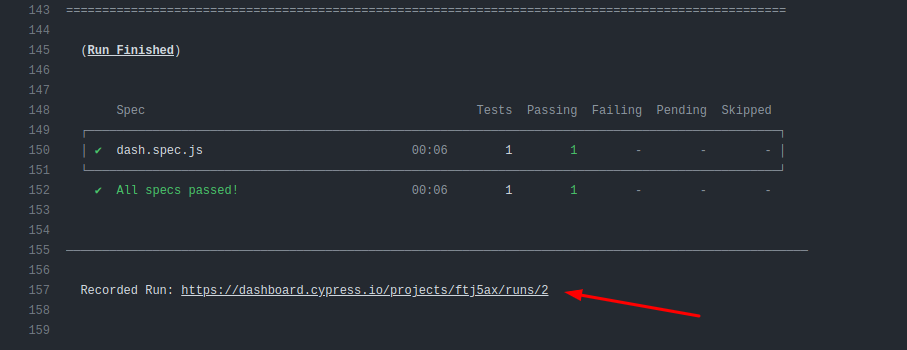 143 ====================================================================================================
144
145 (Run Finished)
146
147
148 Spec Tests Passing Failing Pending Skipped
149
150 ✔ dash.spec.js 00:06 1 1 - - -
151
152 ✔ All specs passed! 00:06 1 1 - - -
153
154
155
156
157 Recorded Run: https://dashboard.cypress.io/projects/ftj5ax/runs/2
158
159